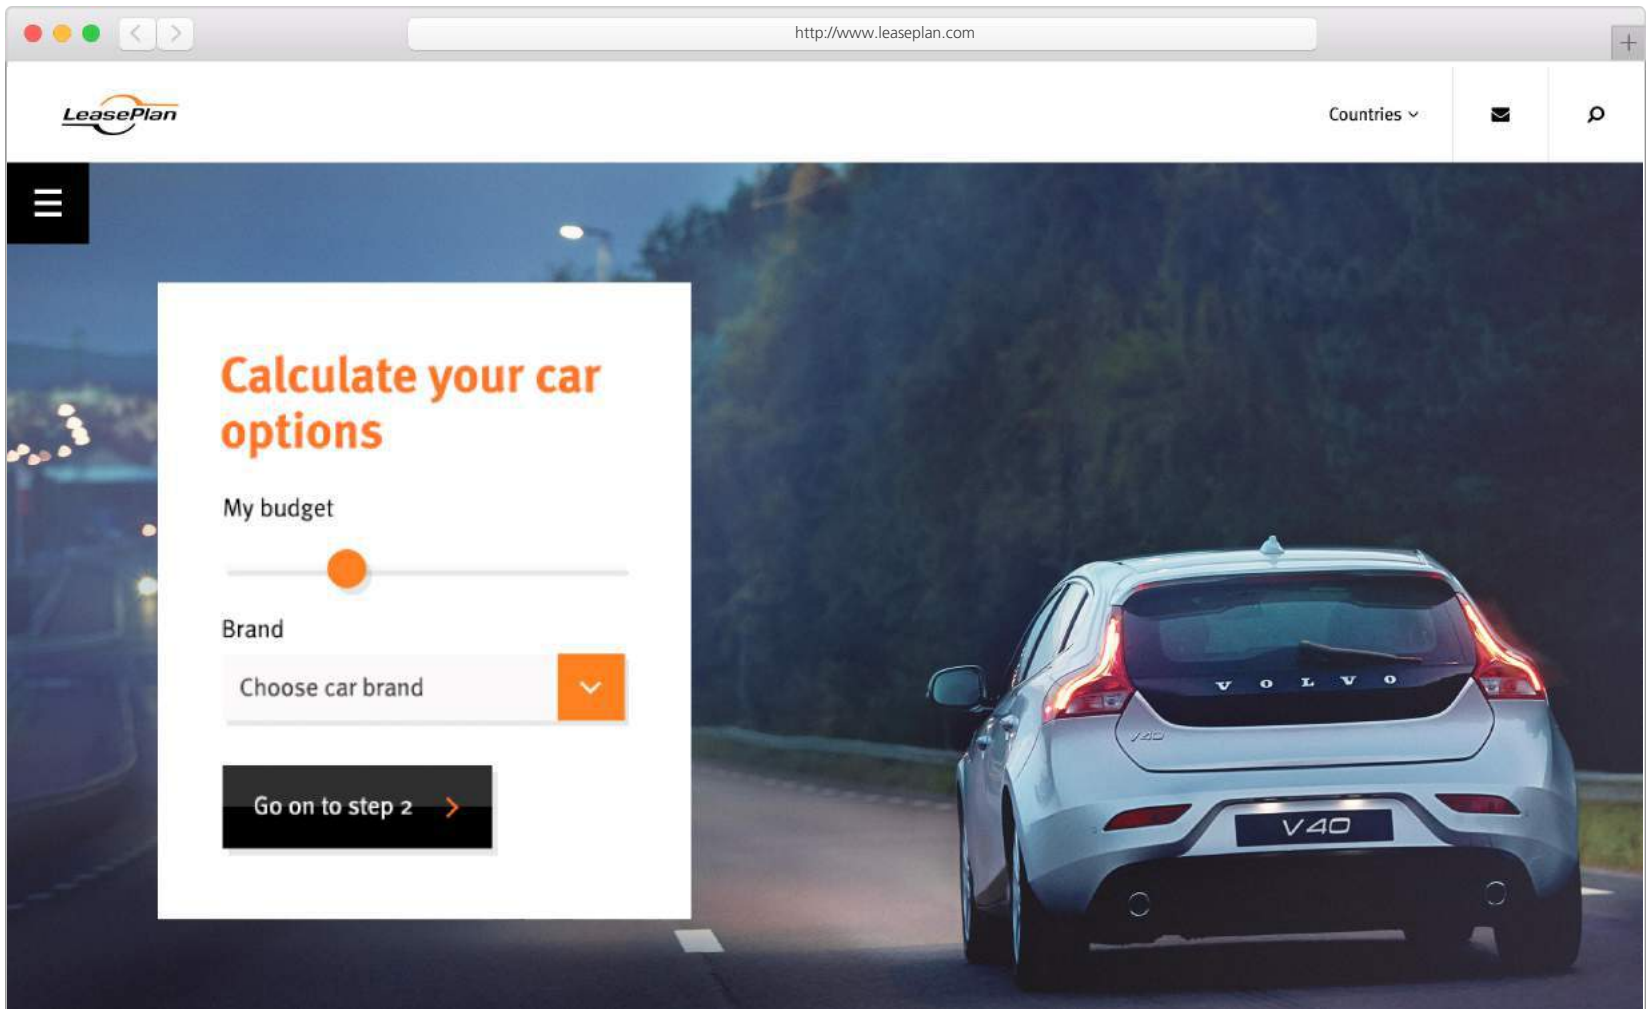 http://www.leaseplan.com
LeasePlan
Countries
Calculate your car
options
My budget
Brand
Choose car brand
Go on to step 2
VOLVO
V40
V40